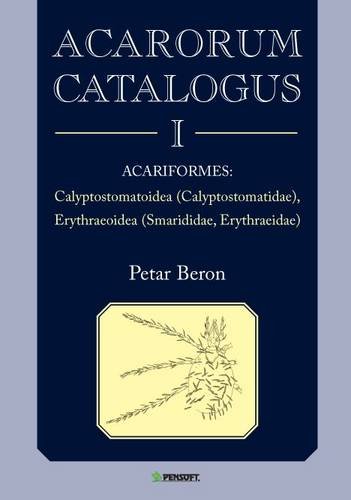 ACARORUM
CATALOGUS
I
ACARIFORMES:
Calyptostomatoidea (Calyptostomatidae),
Erythraeoidea (Smarididae, Erythraeidae)
Petar Beron
PENSOFT.